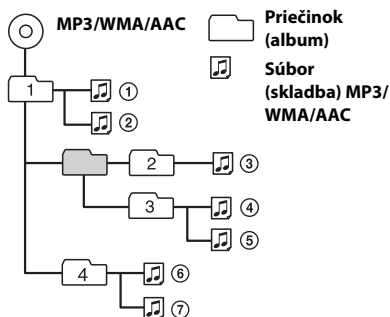 MP3/WMA/AAC
Priečinok
(album)
Súbor
(skladba) MP3/
WMA/AAC
1
①
②
2
③
3
④
⑤
4
⑥
⑦